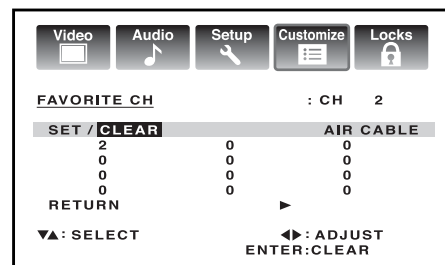 Video Audio Setup Customize Locks
FAVORITE CH : CH 2
SET / CLEAR AIR CABLE
2 0 0
0 0 0
0 0 0
0 0 0
RETURN ▶
▼▲: SELECT ◀▶: ADJUST
ENTER:CLEAR